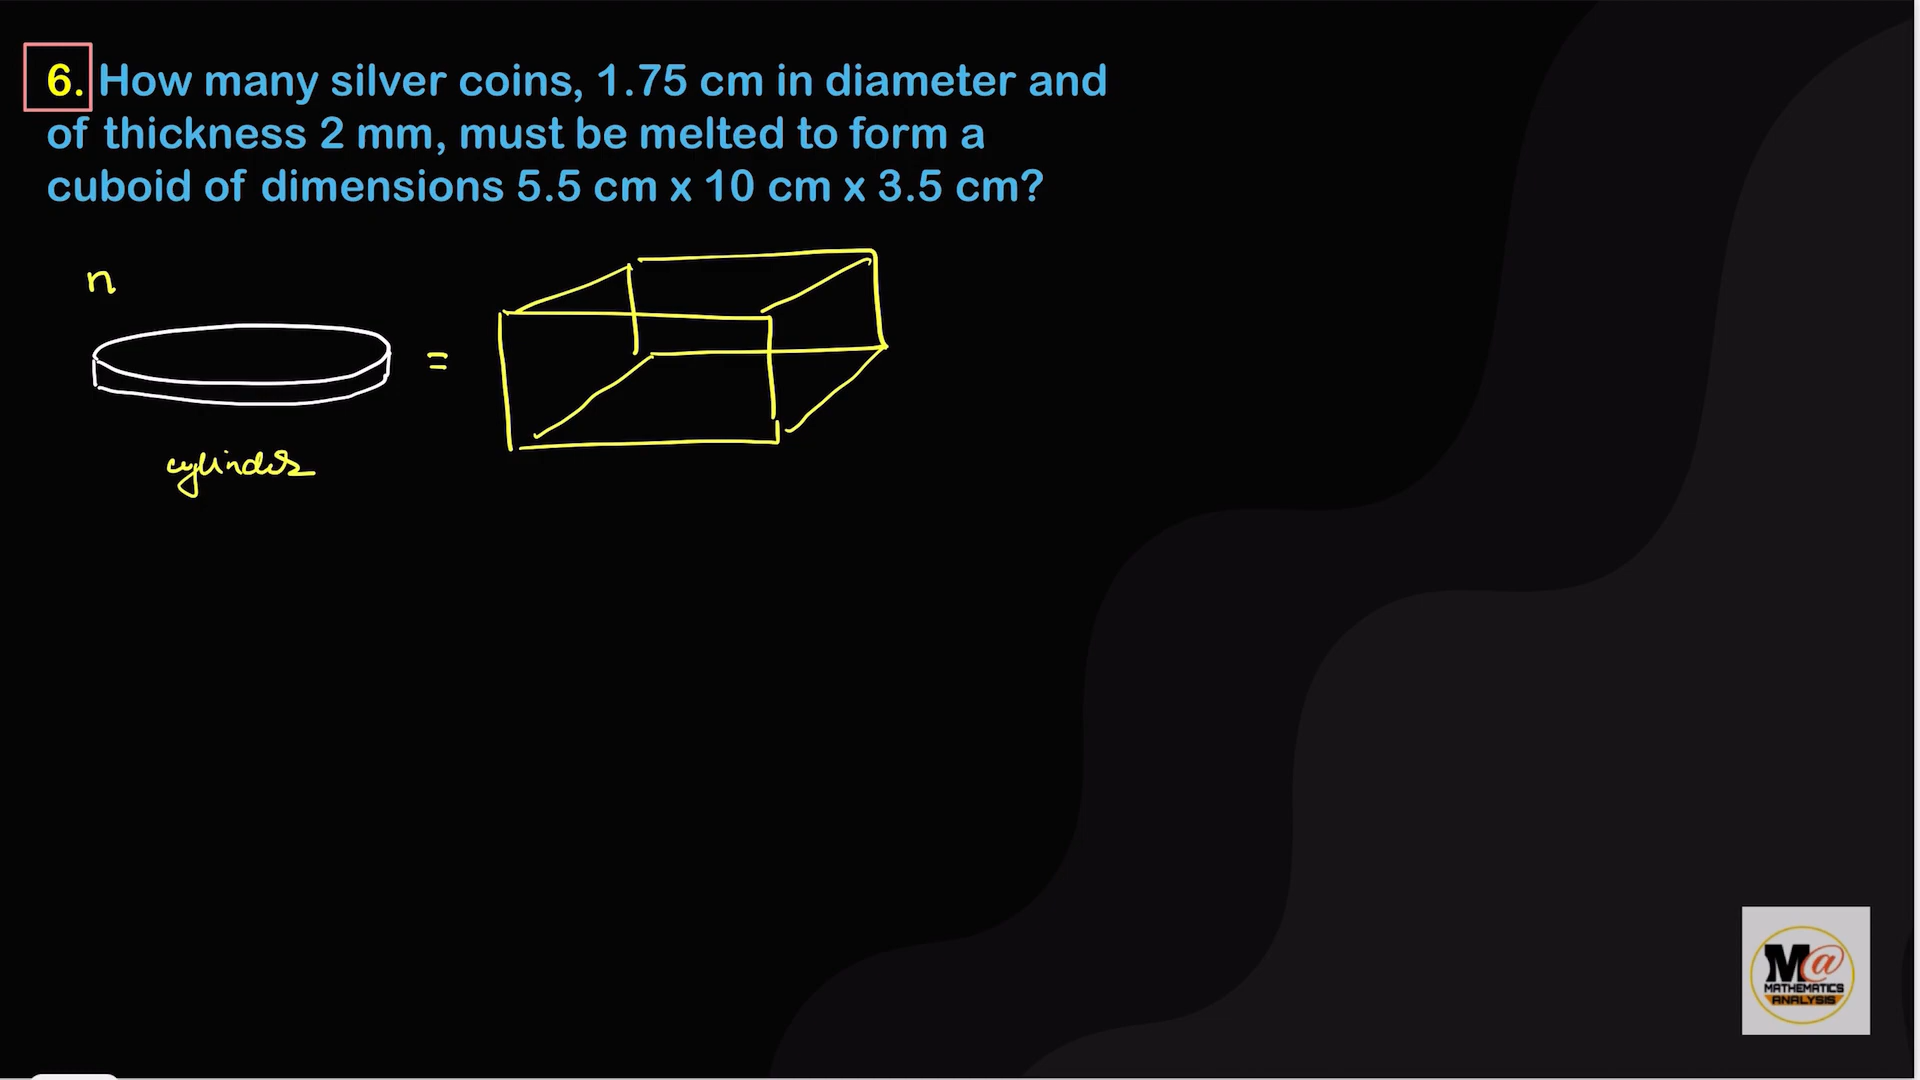 6. How many silver coins, 1.75 cm in diameter and
of thickness 2 mm, must be melted to form a
cuboid of dimensions 5.5 cm x 10 cm x 3.5 cm?
n
=
cylinder
M@
MATHEMATICS
ANALYSIS